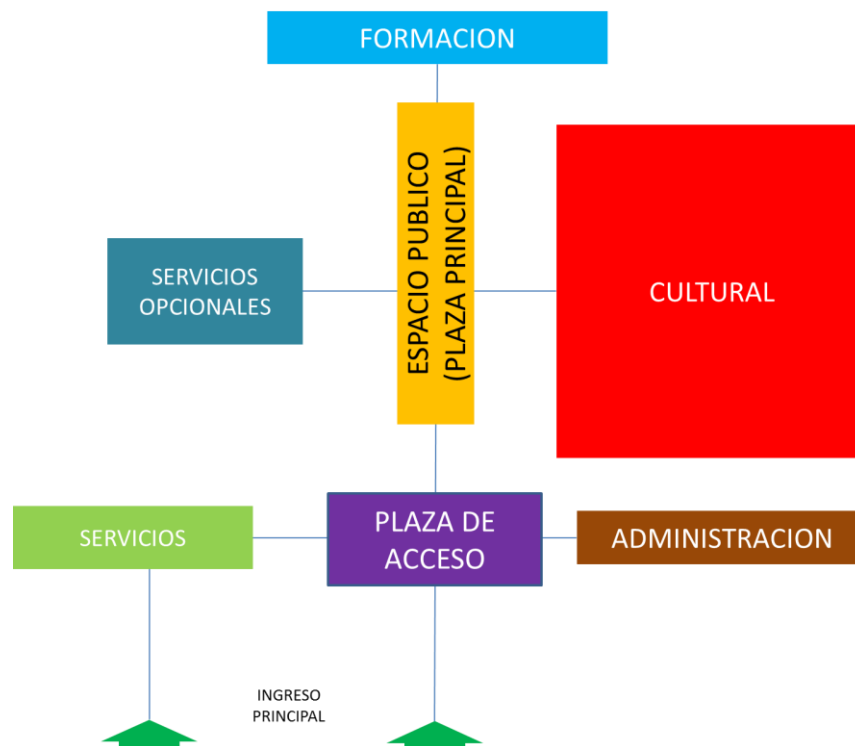 FORMACION
ESPACIO PUBLICO
(PLAZA PRINCIPAL)
SERVICIOS
OPCIONALES
CULTURAL
SERVICIOS
PLAZA DE
ACCESO
ADMINISTRACION
INGRESO
PRINCIPAL